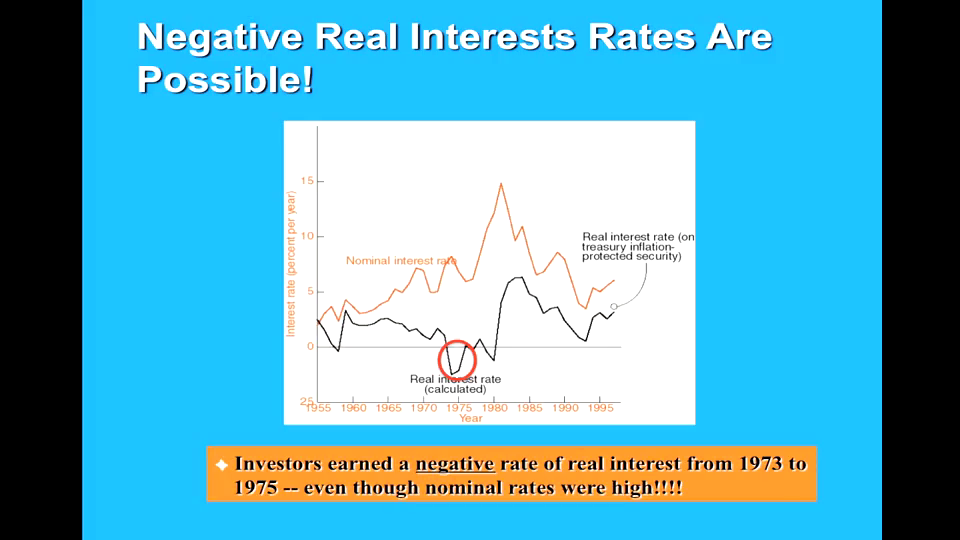 Negative Real Interests Rates Are
Possible!
15
10
5
0
25
Interest rate (percent per year)
Nominal interest rate
Real interest rate (on
treasury inflation-
protected security)
Real interest rate
(calculated)
1955 1960 1965 1970 1975 1980 1985 1990 1995
Year
Investors earned a negative rate of real interest from 1973 to
1975 -- even though nominal rates were high!!!!